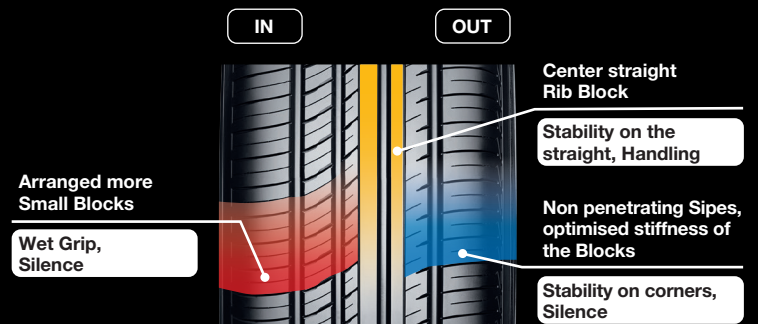 IN
OUT
Center straight
Rib Block
Stability on the
straight, Handling
Arranged more
Small Blocks
Wet Grip,
Silence
Non penetrating Sipes,
optimised stiffness of
the Blocks
Stability on corners,
Silence